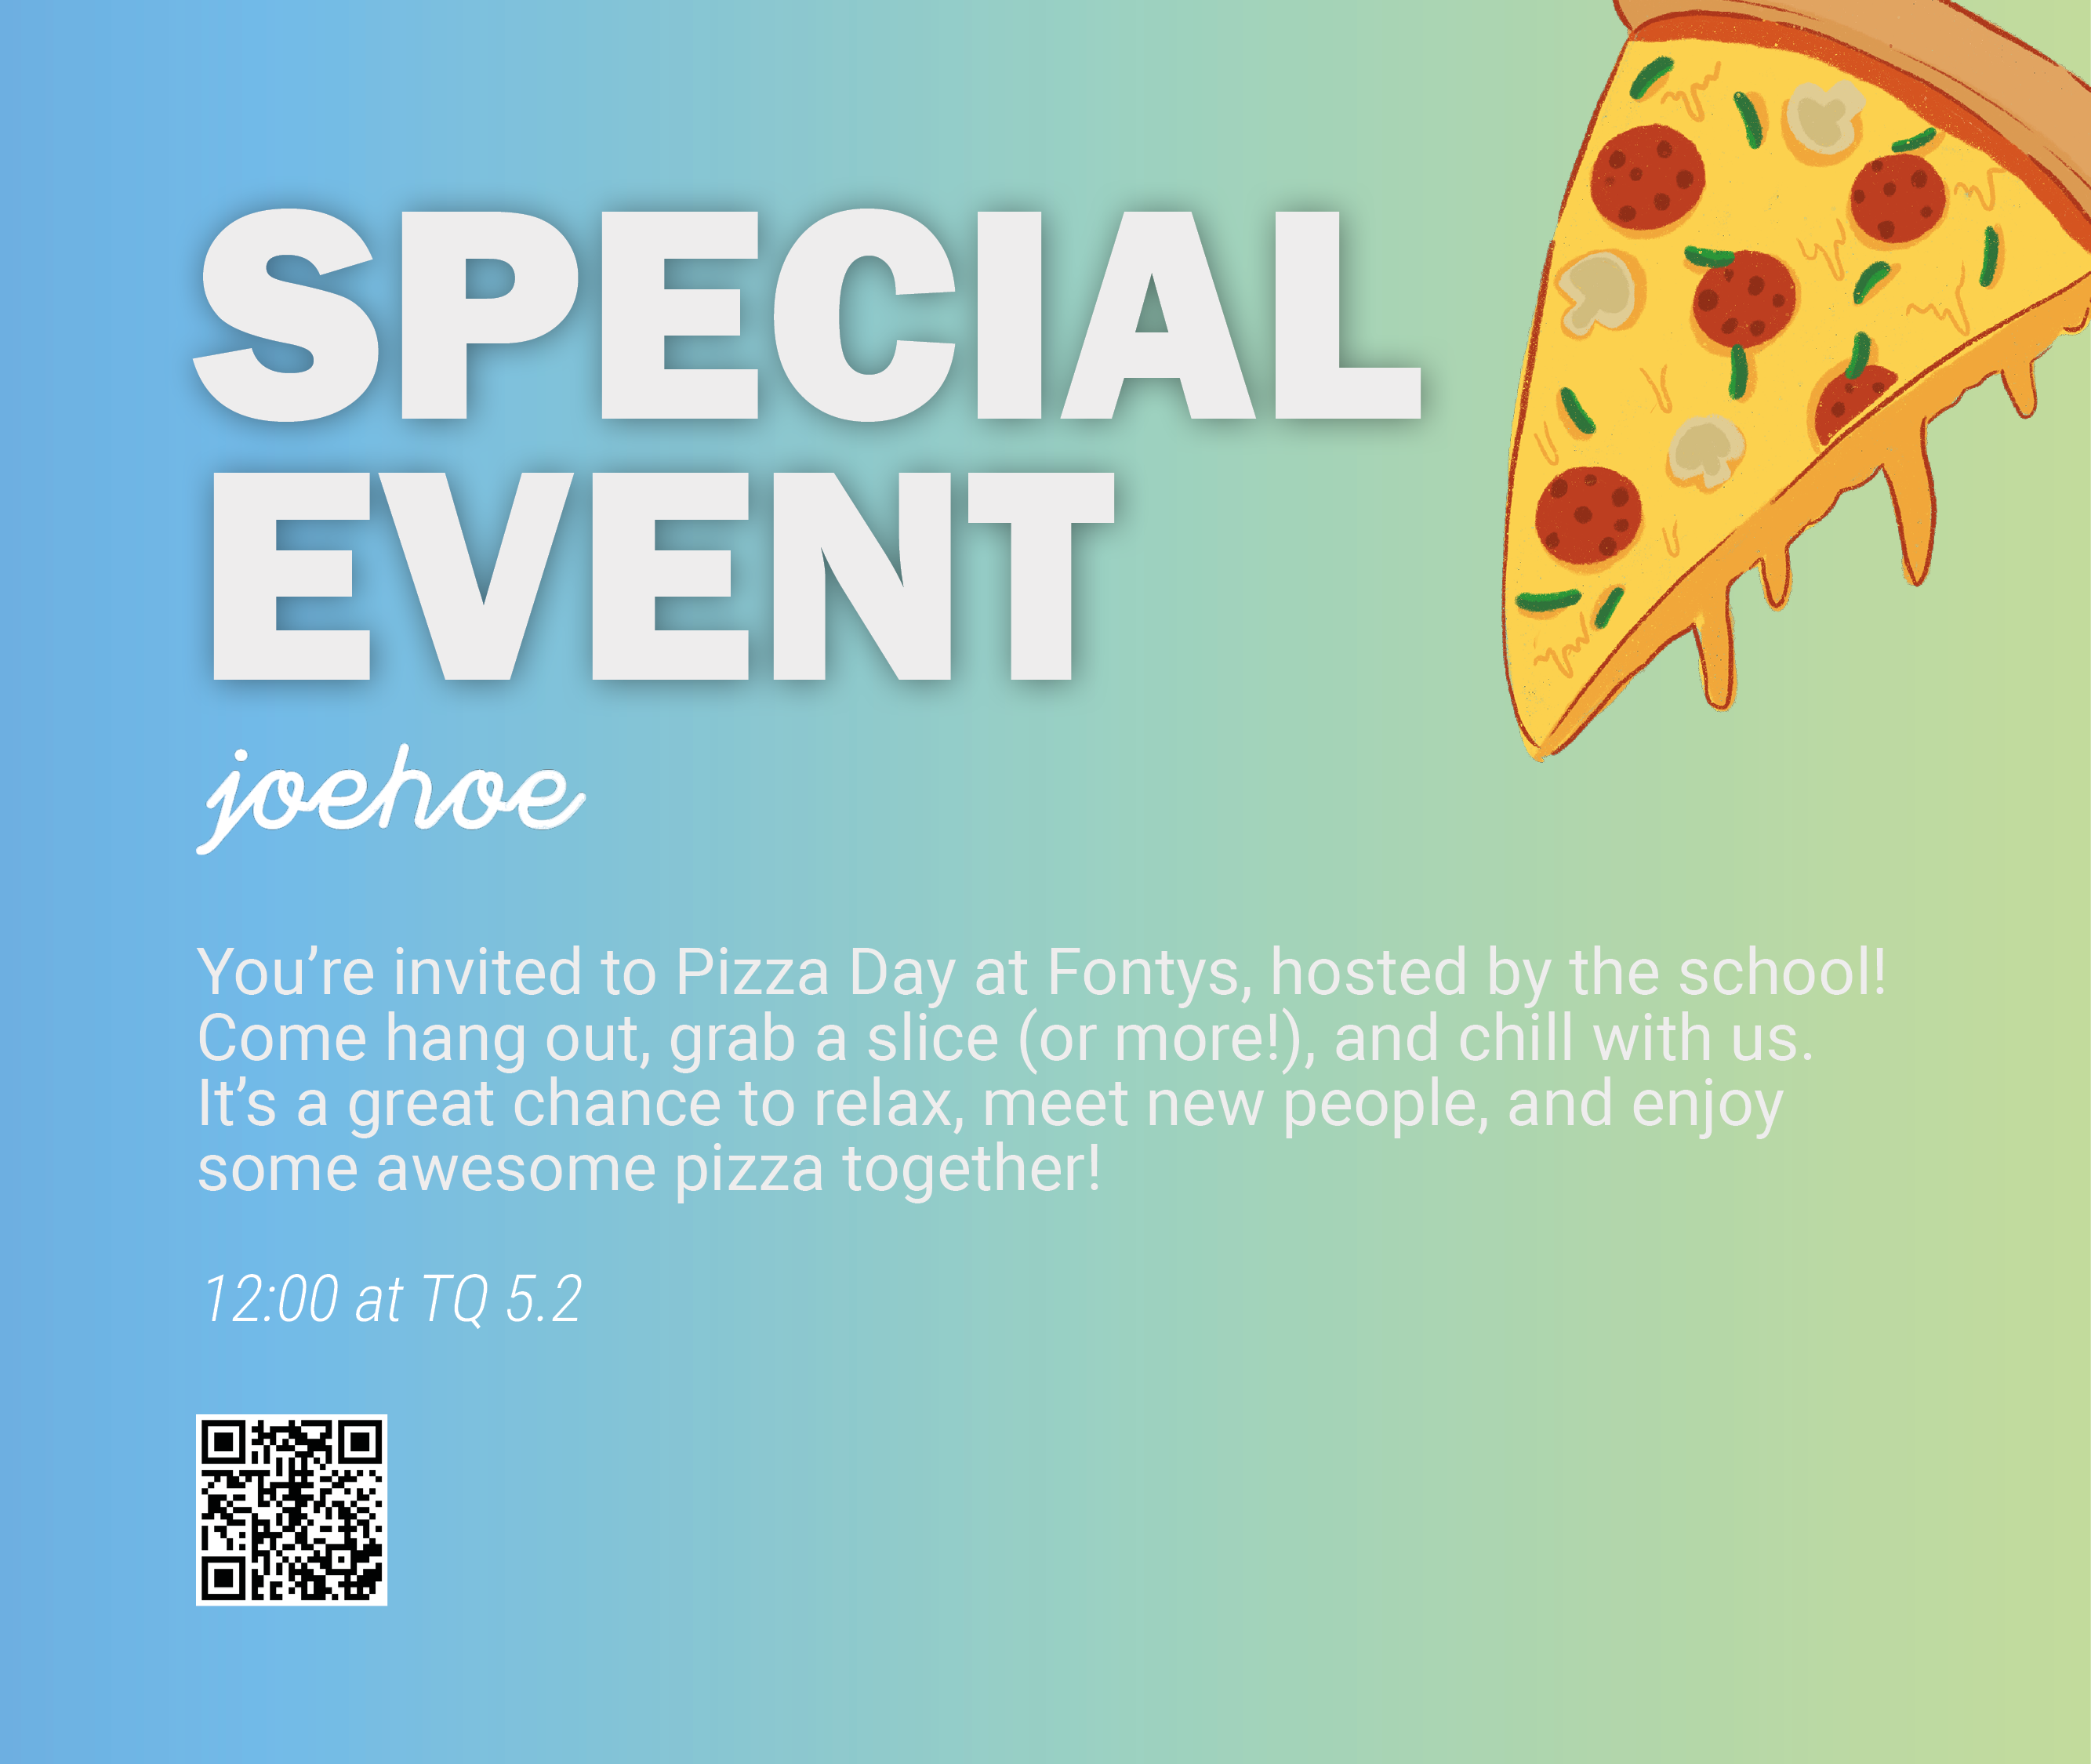 SPECIAL
EVENT
joehoe
You’re invited to Pizza Day at Fontys, hosted by the school!
Come hang out, grab a slice (or more!), and chill with us.
It’s a great chance to relax, meet new people, and enjoy
some awesome pizza together!
12:00 at TQ 5.2